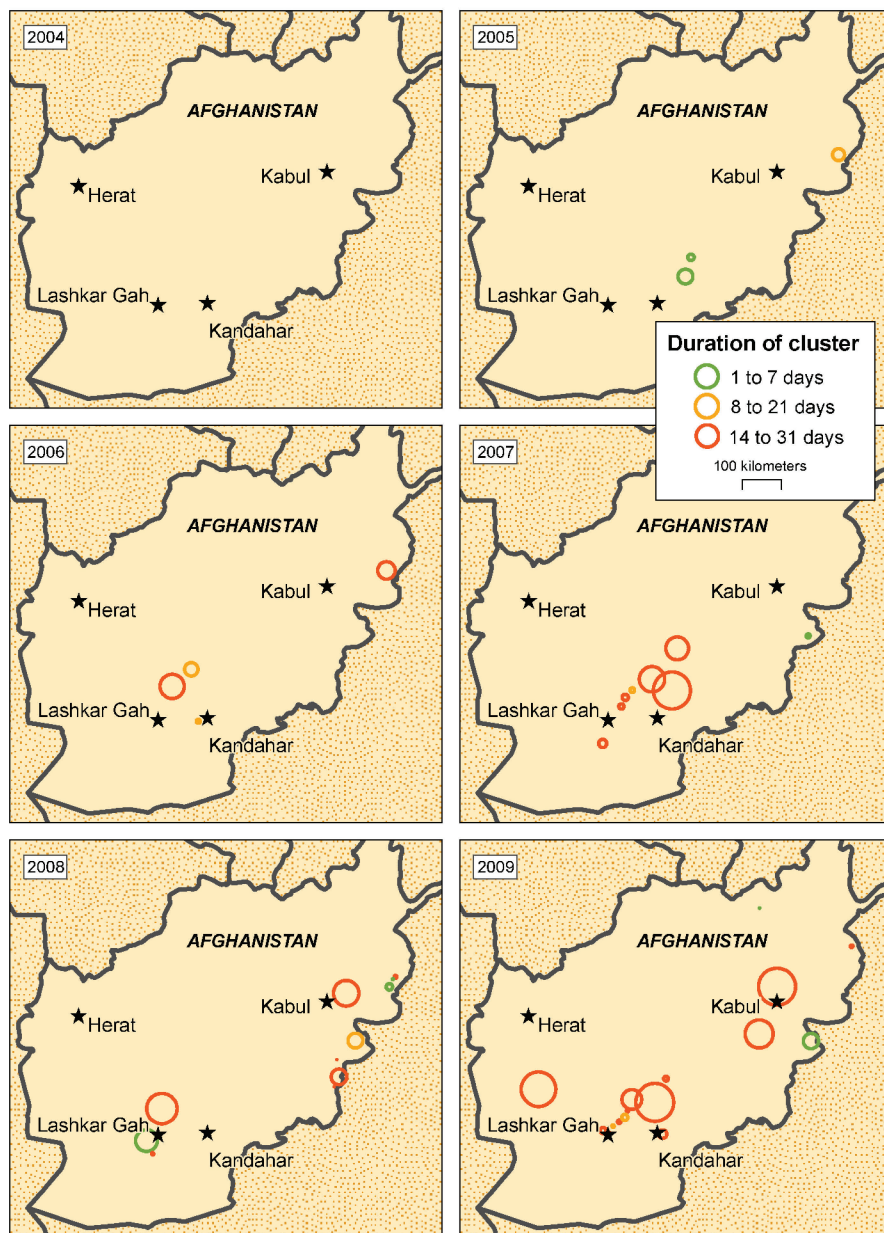 2004
AFGHANISTAN
Kabul
Herat
Lashkar Gah
Kandahar
2005
AFGHANISTAN
Kabul
Herat
Lashkar Gah
Duration of cluster
1 to 7 days
8 to 21 days
14 to 31 days
100 kilometers
2006
AFGHANISTAN
Kabul
Herat
Lashkar Gah
Kandahar
2007
AFGHANISTAN
Kabul
Herat
Lashkar Gah
Kandahar
2008
AFGHANISTAN
Kabul
Herat
Lashkar Gah
Kandahar
2009
AFGHANISTAN
Kabul
Herat
Lashkar Gah
Kandahar